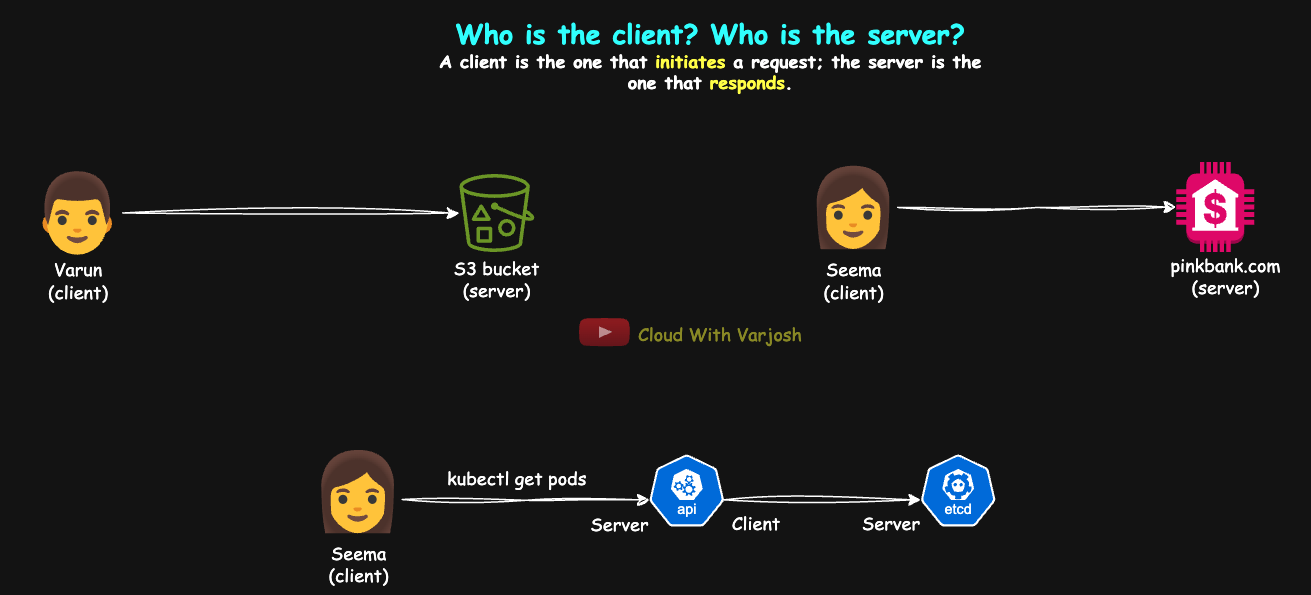 Who is the client? Who is the server?
A client is the one that initiates a request; the server is the
one that responds.
Varun
(client)
S3 bucket
(server)
Seema
(client)
$
pinkbank.com
(server)
Cloud With Varjosh
kubectl get pods
api
etcd
Server
Client
Server
Seema
(client)